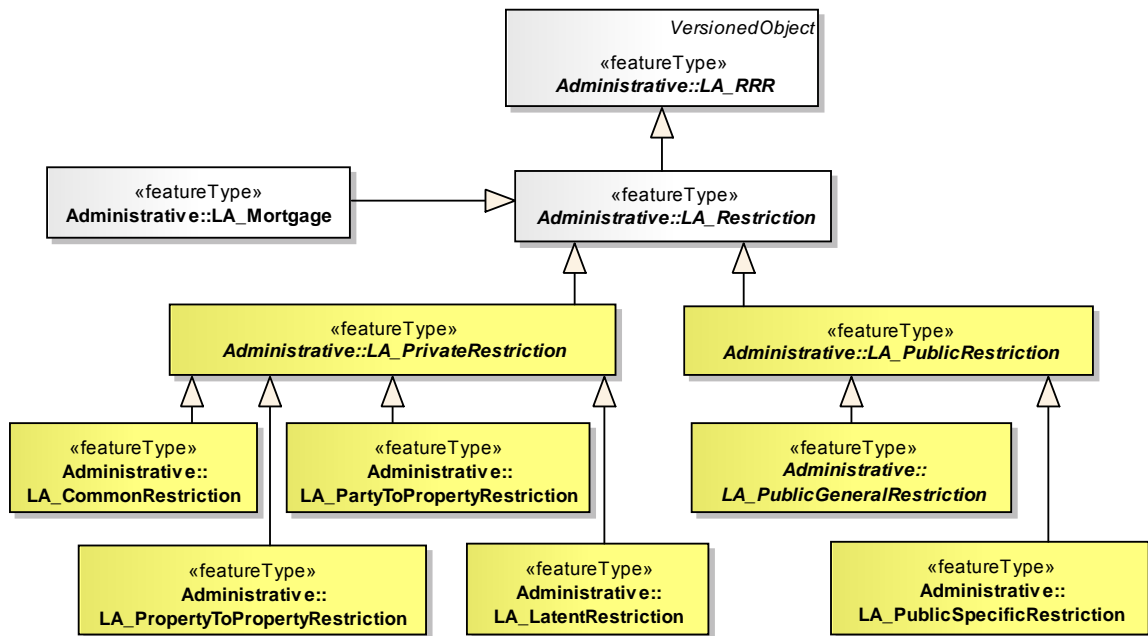 VersionedObject
«featureType»
Administrative::LA_RRR
«featureType»
Administrative::LA_Mortgage
«featureType»
Administrative::LA_Restriction
«featureType»
Administrative::LA_PrivateRestriction
«featureType»
Administrative::LA_PublicRestriction
«featureType»
Administrative::
LA_CommonRestriction
«featureType»
Administrative::
LA_PartyToPropertyRestriction
«featureType»
Administrative::
LA_PublicGeneralRestriction
«featureType»
Administrative::
LA_PropertyToPropertyRestriction
«featureType»
Administrative::
LA_LatentRestriction
«featureType»
Administrative::
LA_PublicSpecificRestriction